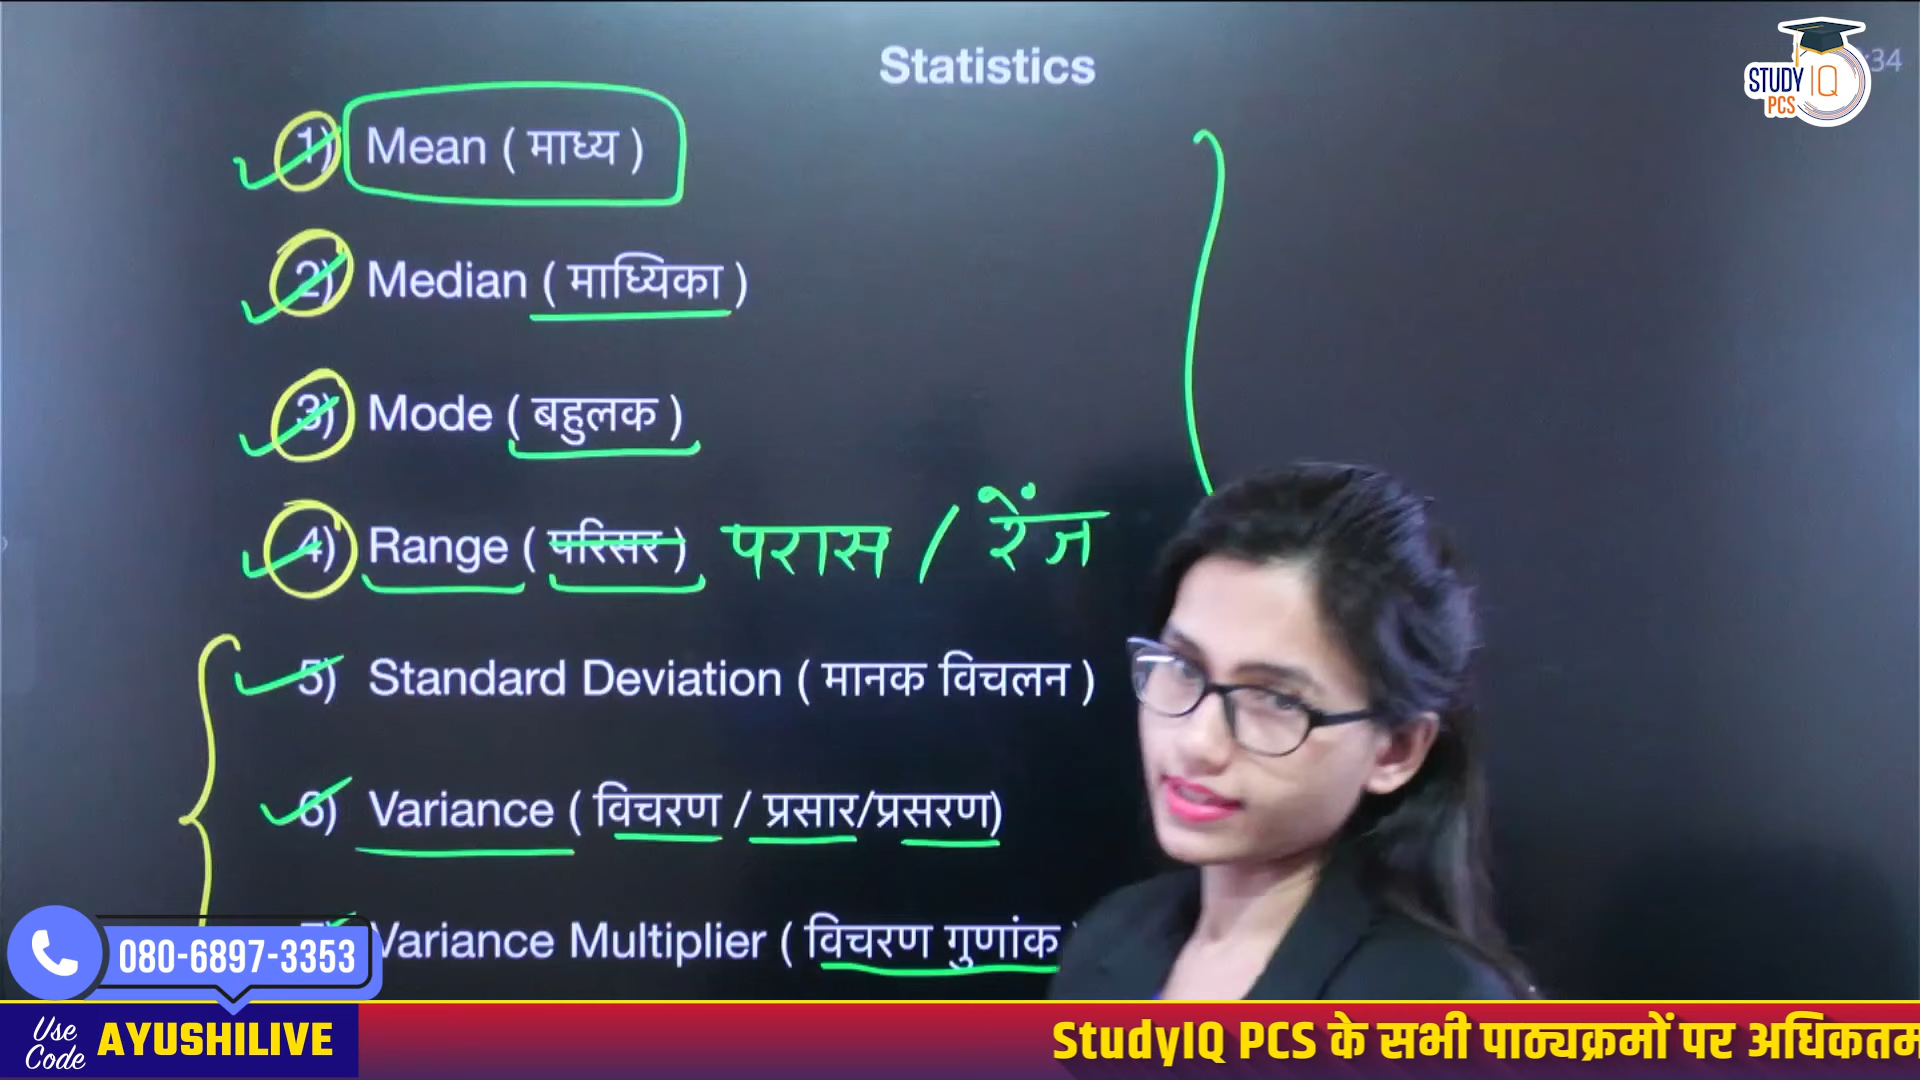 Statistics
:34
STUDY IQ
PCS
1) Mean ( माध्य )
2) Median ( माध्यिका )
3) Mode ( बहुलक )
4) Range ( परिसर ) परास / रेंज
5) Standard Deviation ( मानक विचलन )
6) Variance ( विचरण / प्रसार/प्रसरण)
Variance Multiplier ( विचरण गुणांक
080-6897-3353
Use Code AYUSHILIVE
StudyIQ PCS के सभी पाठ्यक्रमों पर अधिकतम